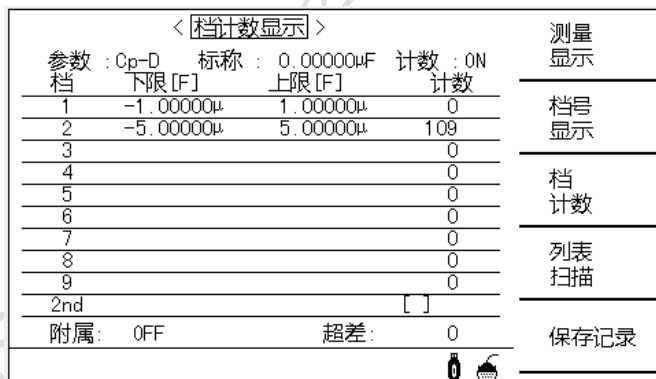 < 档计数显示 >
参数 :Cp-D 标称 : 0.00000μF 计数 :ON
档 下限[F] 上限[F] 计数
1 -1.00000μ 1.00000μ 0
2 -5.00000μ 5.00000μ 109
3 0
4 0
5 0
6 0
7 0
8 0
9 0
2nd [ ]
附属: OFF 超差: 0
测量
显示
档号
显示
档
计数
列表
扫描
保存记录